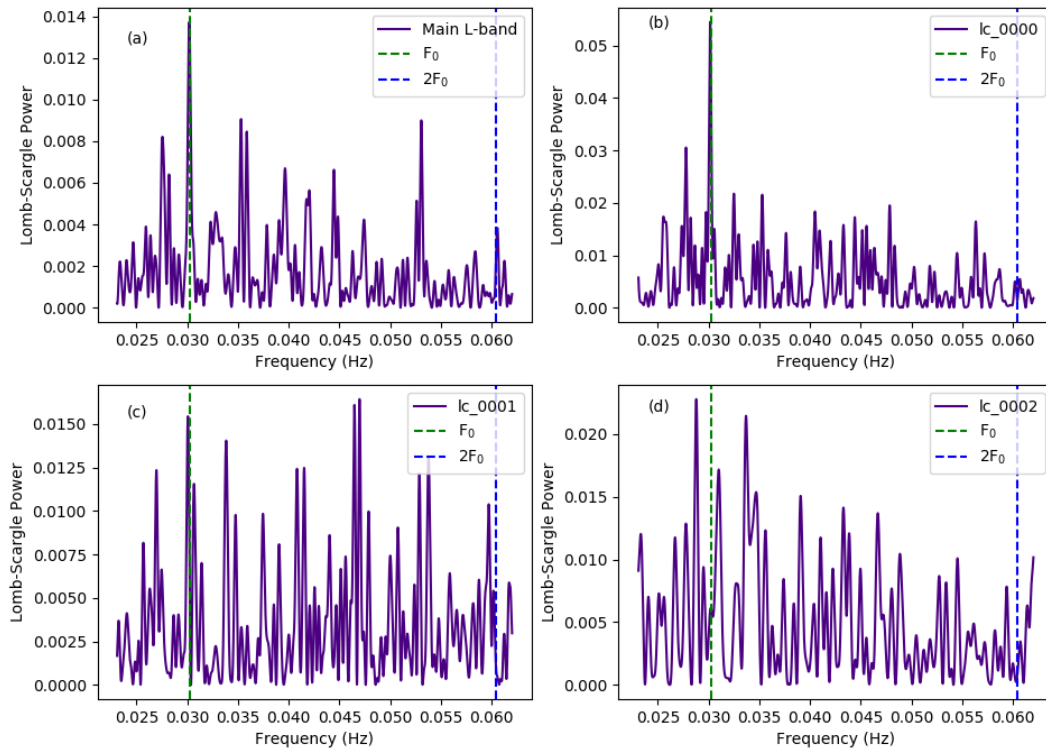 (a)
Main L-band
F₀
2F₀
0.014
0.012
0.010
0.008
0.006
0.004
0.002
0.000
Lomb-Scargle Power
0.025 0.030 0.035 0.040 0.045 0.050 0.055 0.060
Frequency (Hz)
(b)
lc_0000
F₀
2F₀
0.05
0.04
0.03
0.02
0.01
0.00
Lomb-Scargle Power
0.025 0.030 0.035 0.040 0.045 0.050 0.055 0.060
Frequency (Hz)
(c)
lc_0001
F₀
2F₀
0.0150
0.0125
0.0100
0.0075
0.0050
0.0025
0.0000
Lomb-Scargle Power
0.025 0.030 0.035 0.040 0.045 0.050 0.055 0.060
Frequency (Hz)
(d)
lc_0002
F₀
2F₀
0.020
0.015
0.010
0.005
0.000
Lomb-Scargle Power
0.025 0.030 0.035 0.040 0.045 0.050 0.055 0.060
Frequency (Hz)